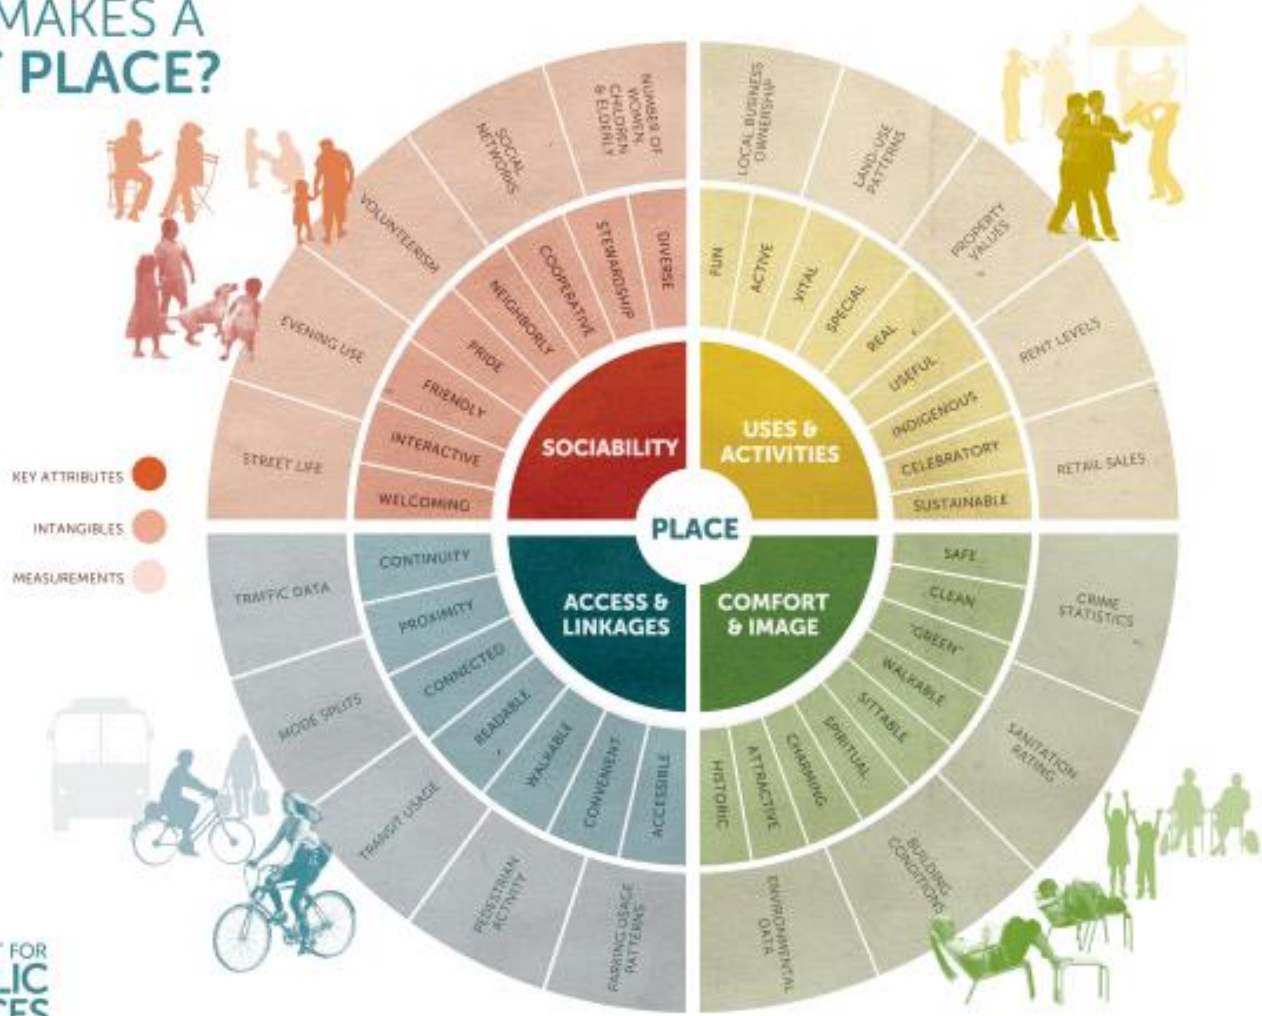 MAKES A
PLACE?
KEY ATTRIBUTES
INTANGIBLES
MEASUREMENTS
PLACE
SOCIABILITY
USES &
ACTIVITIES
ACCESS &
LINKAGES
COMFORT
& IMAGE
DIVERSE
STEWARDSHIP
COOPERATIVE
NEIGHBORLY
PRIDE
FRIENDLY
INTERACTIVE
WELCOMING
NUMBER OF
WOMEN,
CHILDREN
& ELDERLY
SOCIAL
NETWORKS
VOLUNTEERISM
EVENING USE
STREET LIFE
FUN
ACTIVE
VITAL
SPECIAL
REAL
USEFUL
INDIGENOUS
CELEBRATORY
SUSTAINABLE
LOCAL BUSINESS
OWNERSHIP
LAND-USE
PATTERNS
PROPERTY
VALUES
RENT LEVELS
RETAIL SALES
CONTINUITY
PROXIMITY
CONNECTED
READABLE
WALKABLE
CONVENIENT
ACCESSIBLE
TRAFFIC DATA
MODE SPLITS
TRANSIT USAGE
PEDESTRIAN
ACTIVITY
PARKING USAGE
PATTERNS
SAFE
CLEAN
"GREEN"
WALKABLE
SITTABLE
SPIRITUAL
CHARMING
ATTRACTIVE
HISTORIC
CRIME
STATISTICS
SANITATION
RATING
BUILDING
CONDITIONS
ENVIRONMENTAL
DATA
FOR
LIC
CES